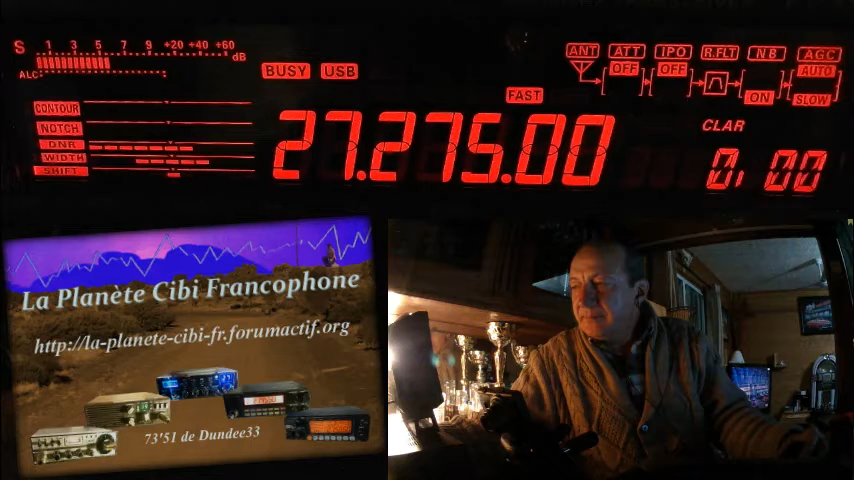 S 1 3 5 7 9 +20 +40 +60 dB
ALC
BUSY USB
ANT ATT IPO R.FLT NB AGC
OFF OFF AUTO
ON SLOW
FAST
CONTOUR
NOTCH
DNR
WIDTH
SHIFT
27.275.00
CLAR
0.00
La Planète Cibi Francophone
http://la-planete-cibi-fr.forumactif.org
73'51 de Dundee33